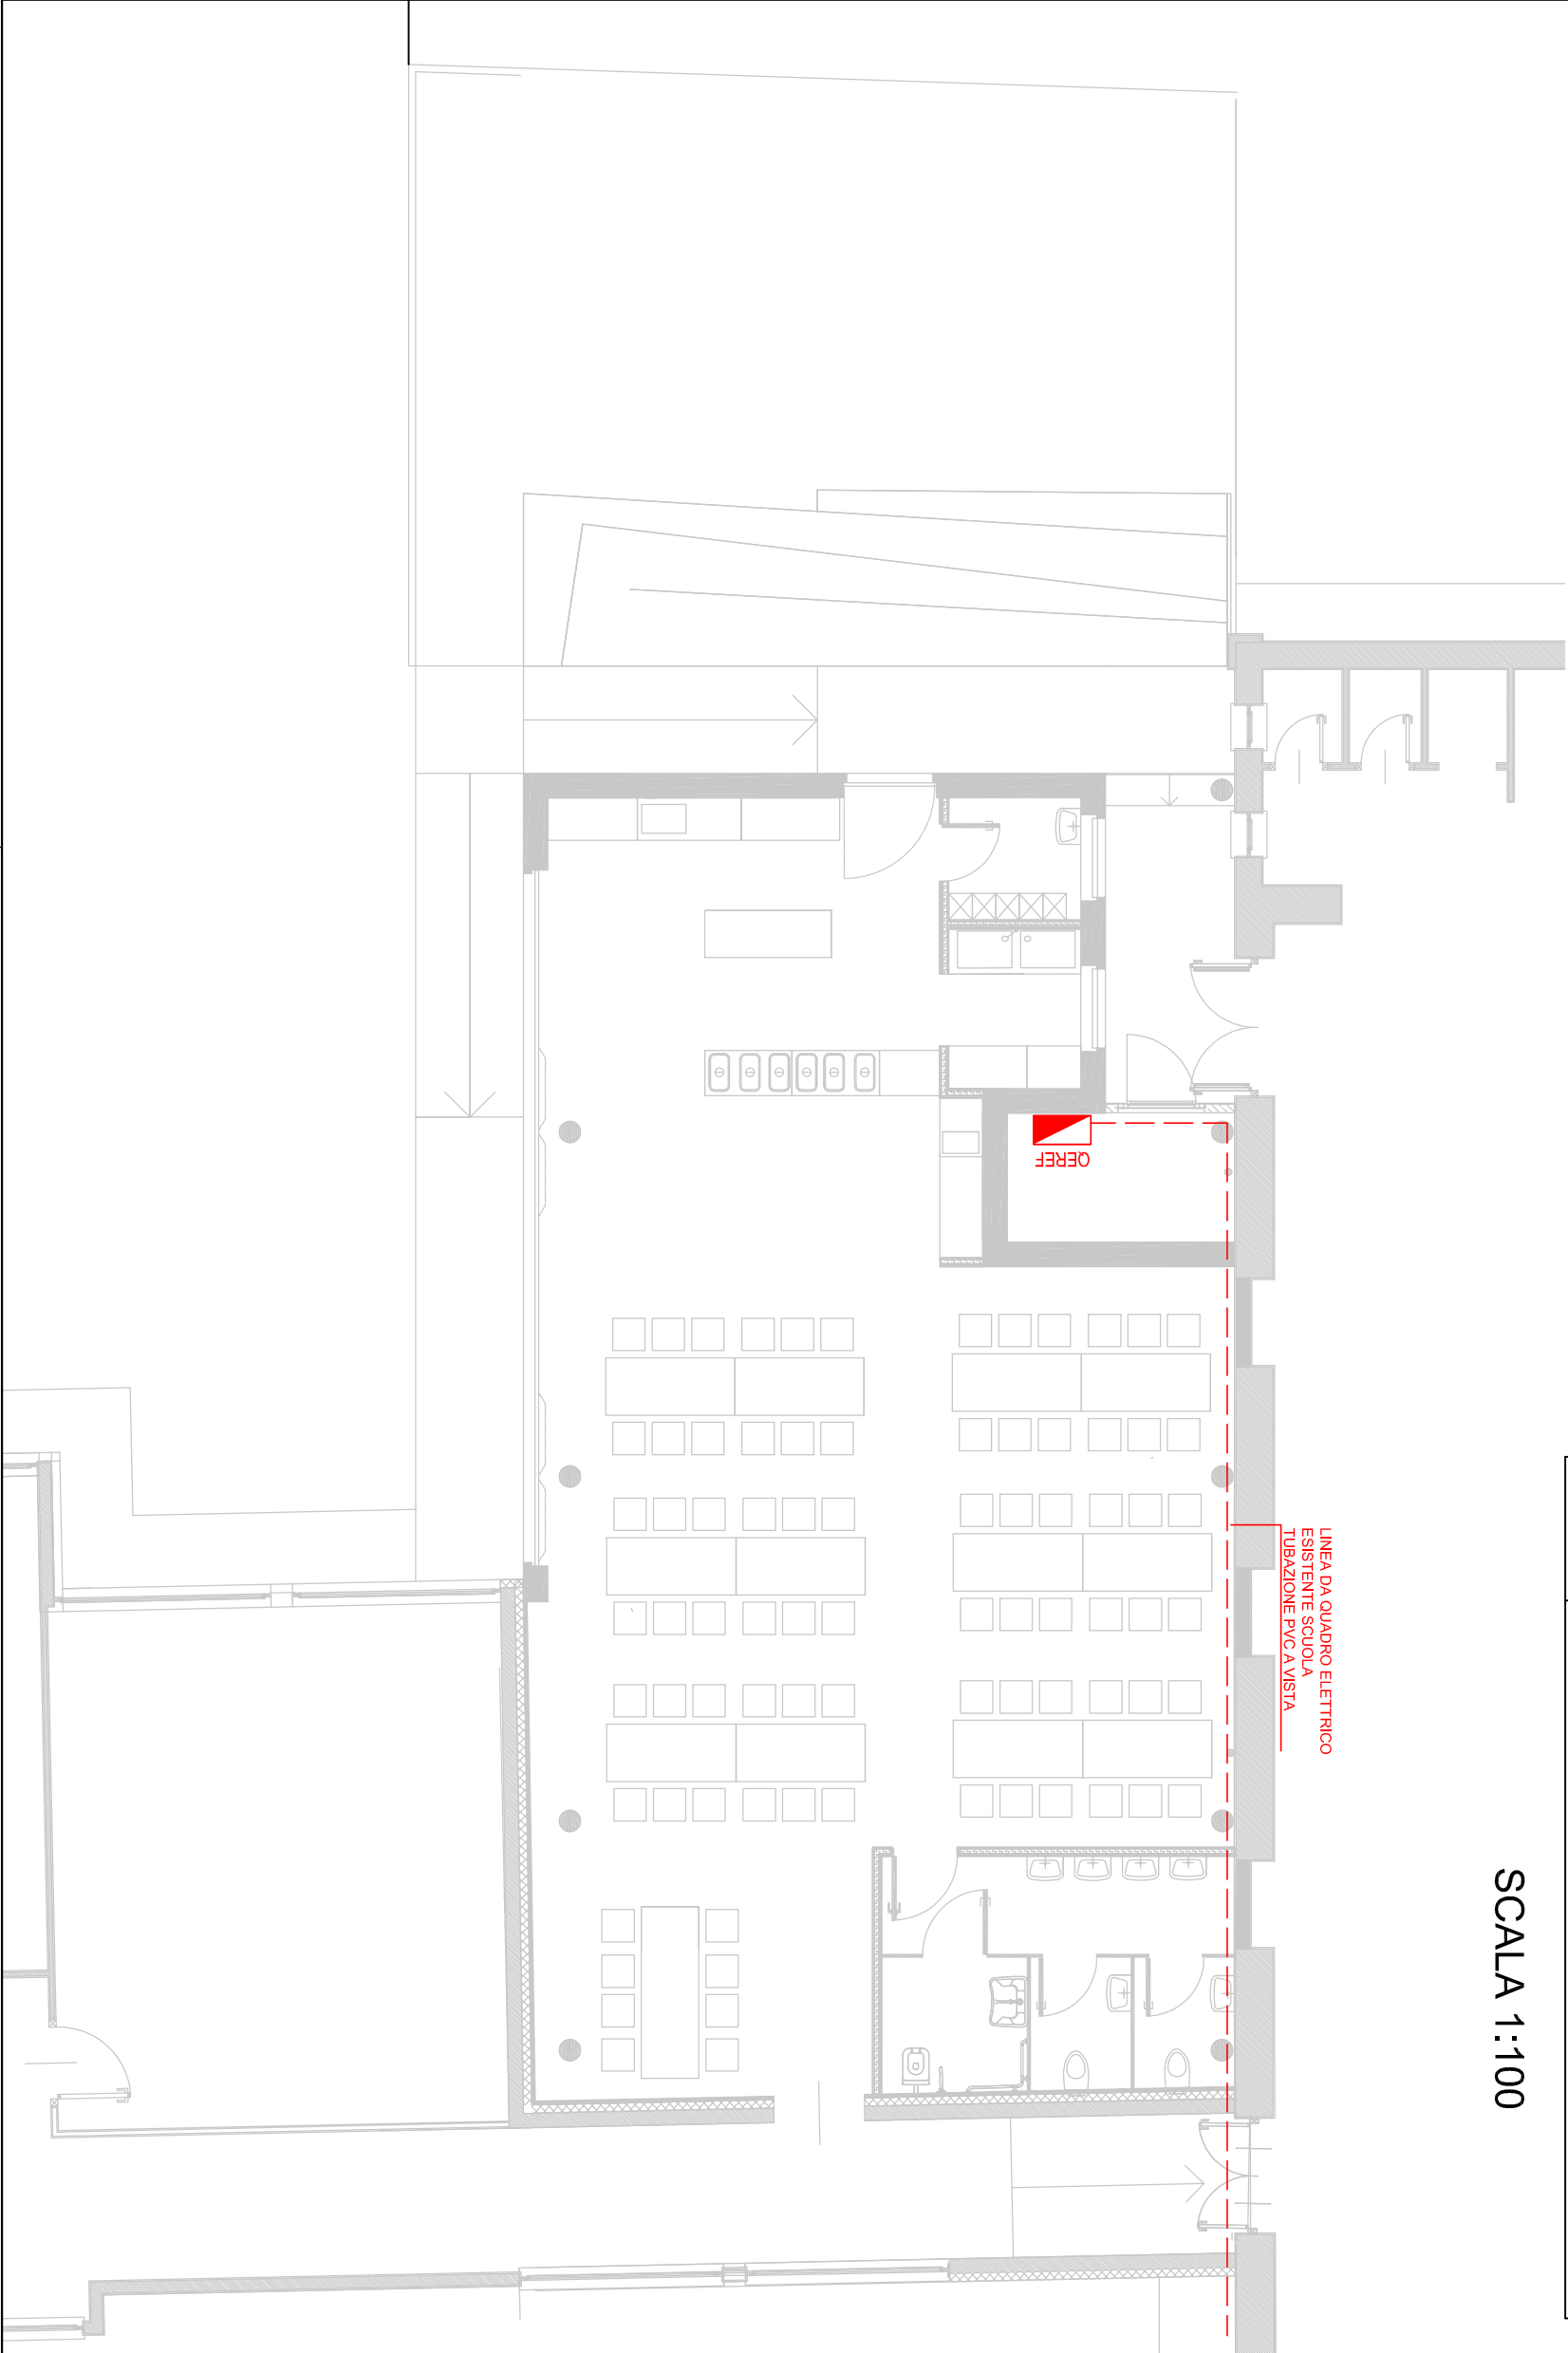 SCALA 1:100
LINEA DA QUADRO ELETTRICO
ESISTENTE SCUOLA
TUBAZIONE PVC A VISTA
QEREF